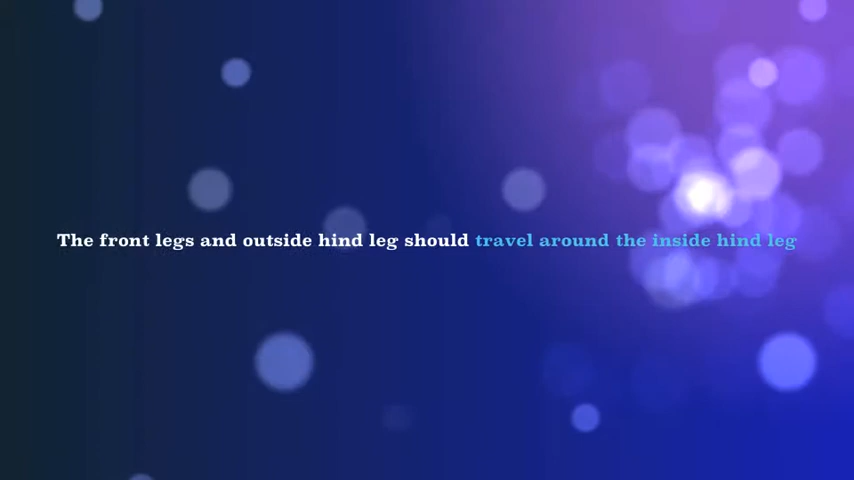 The front legs and outside hind leg should travel around the inside hind leg